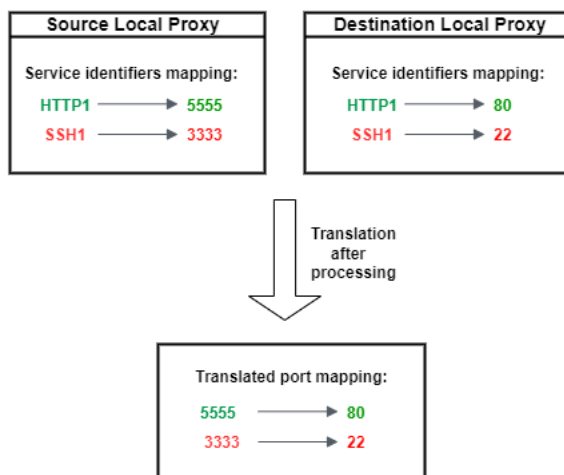 Source Local Proxy
Service identifiers mapping:
HTTP1 5555
SSH1 3333
Destination Local Proxy
Service identifiers mapping:
HTTP1 80
SSH1 22
Translation
after
processing
Translated port mapping:
5555 80
3333 22